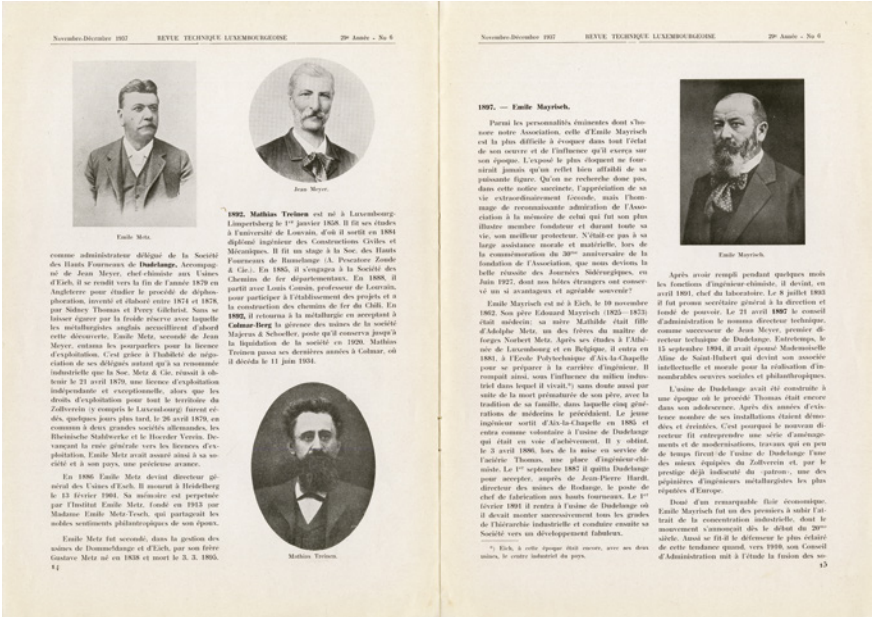 Novembre-Décembre 1937 REVUE TECHNIQUE LUXEMBOURGEOISE 29e Année - No 6
Emile Metz.
comme administrateur délégué de la Société
des Hauts Fourneaux de Dudelange. Accompag-
né de Jean Meyer, chef-chimiste aux Usines
d'Eich, il se rendit vers la fin de l'année 1879 en
Angleterre pour étudier le procédé de déphos-
phoration, inventé et élaboré entre 1874 et 1878,
par Sidney Thomas et Percy Gilchrist. Sans se
laisser égarer par la froide réserve avec laquelle
les métallurgistes anglais accueillirent d'abord
cette découverte, Emile Metz, secondé de Jean
Meyer, entama les pourparlers pour la licence
d'exploitation. C'est grâce à l'habileté de négo-
ciation de ses délégués autant qu'à sa renommée
industrielle que la Soc. Metz & Cie. réussit à ob-
tenir le 21 avril 1879, une licence d'exploitation
indépendante et exceptionnelle, alors que les
droits d'exploitation pour tout le territoire du
Zollverein (y compris le Luxembourg) furent cé-
dés, quelques jours plus tard, le 26 avril 1879, en
commun à deux grandes sociétés allemandes, les
Rheinische Stahlwerke et le Hoerder Verein. De-
vançant la ruée générale vers les licences d'ex-
ploitation, Emile Metz avait assuré ainsi à sa so-
ciété et à son pays, une précieuse avance.
En 1886 Emile Metz devint directeur gé-
néral des Usines d'Eich. Il mourut à Heidelberg
le 13 février 1904. Sa mémoire est perpétuée
par l'Institut Emile Metz, fondé en 1913 par
Madame Emile Metz-Tesch, qui partageait les
nobles sentiments philantropiques de son époux.
Emile Metz fut secondé, dans la gestion des
usines de Dommeldange et d'Eich, par son frère
Gustave Metz né en 1838 et mort le 3. 3. 1895.
14
Jean Meyer.
1892. Mathias Treinen est né à Luxembourg-
Limpertsberg le 1er janvier 1858. Il fit ses études
à l'université de Louvain, d'où il sortit en 1884
diplômé ingénieur des Constructions Civiles et
Mécaniques. Il fit un stage à la Soc. des Hauts
Fourneaux de Rumelange (A. Pescatore Zonde
& Cie.). En 1885, il s'engagea à la Société des
Chemins de fer départementaux. En 1888, il
partit avec Louis Cousin, professeur de Louvain,
pour participer à l'établissement des projets et à
la construction des chemins de fer du Chili. En
1892, il retourna à la métallurgie en acceptant à
Colmar-Berg la gérence des usines de la société
Majerus & Schoeller, poste qu'il conserva jusqu'à
la liquidation de la société en 1920. Mathias
Treinen passa ses dernières années à Colmar, où
il décéda le 11 juin 1931.
Mathias Treinen.
Novembre-Décembre 1937 REVUE TECHNIQUE LUXEMBOURGEOISE 29e Année - No 6
1897. — Emile Mayrisch.
Parmi les personnalités éminentes dont s'ho-
nore notre Association, celle d'Emile Mayrisch
est la plus difficile à évoquer dans tout l'éclat
de son oeuvre et de l'influence qu'il exerça sur
son époque. L'exposé le plus éloquent ne four-
nirait jamais qu'un reflet bien affaibli de sa
puissante figure. Qu'on ne recherche donc pas,
dans cette notice succincte, l'appréciation de sa
vie extraordinairement féconde, mais l'hom-
mage de reconnaissante admiration de l'Asso-
ciation à la mémoire de celui qui fut son plus
illustre membre fondateur et durant toute sa
vie, son meilleur protecteur. N'était-ce pas à sa
large assistance morale et matérielle, lors de
la commémoration du 30me anniversaire de la
fondation de l'Association, que nous devions la
belle réussite des Journées Sidérurgiques, en
Juin 1927, dont nos hôtes étrangers ont conser-
vé un si avantageux et agréable souvenir?
Emile Mayrisch est né à Eich, le 10 novembre
1862. Son père Edouard Mayrisch (1825—1873)
était médecin; sa mère Mathilde était fille
d'Adolphe Metz, un des frères du maître de
forges Norbert Metz. Après ses études à l'Athé-
née de Luxembourg et en Belgique, il entra en
1881, à l'Ecole Polytechnique d'Aix-la-Chapelle
pour se préparer à la carrière d'ingénieur. Il
rompait ainsi, sous l'influence du milieu indus-
triel dans lequel il vivait,*) sans doute aussi par
suite de la mort prématurée de son père, avec la
tradition de sa famille, dans laquelle cinq géné-
rations de médecins le précédaient. Le jeune
ingénieur sortit d'Aix-la-Chapelle en 1885 et
entra comme volontaire à l'usine de Dudelange
qui était en voie d'achèvement. Il y obtint,
le 3 avril 1886, lors de la mise en service de
l'aciérie Thomas, une place d'ingénieur-chi-
miste. Le 1er septembre 1887 il quitta Dudelange
pour accepter, auprès de Jean-Pierre Hardt,
directeur des usines de Rodange, le poste de
chef de fabrication aux hauts fourneaux. Le 1er
février 1891 il rentra à l'usine de Dudelange où
il devait monter successivement tous les grades
de l'hiérarchie industrielle et conduire ensuite sa
Société vers un développement fabuleux.
*) Eich, à cette époque était encore, avec ses deux
usines, le centre industriel du pays.
Emile Mayrisch.
Après avoir rempli pendant quelques mois
les fonctions d'ingénieur-chimiste, il devint, en
avril 1891, chef du laboratoire. Le 8 juillet 1893
il fut promu secrétaire général à la direction et
fondé de pouvoir. Le 21 avril 1897 le conseil
d'administration nomma directeur technique,
comme successeur de Jean Meyer, premier di-
recteur technique de Dudelange. Entretemps, le
15 septembre 1894, il avait épousé Mademoiselle
Aline de Saint-Hubert qui devint son associée
intellectuelle et morale pour la réalisation d'in-
nombrables oeuvres sociales et philanthropiques.
L'usine de Dudelange avait été construite à
une époque où le procédé Thomas était encore
dans son adolescence. Après dix années d'exis-
tence nombre de ses installations étaient démo-
dées et éreintées. C'est pourquoi le nouveau di-
recteur fit entreprendre une série d'aménage-
ments et de modernisations, travaux qui en peu
de temps firent de l'usine de Dudelange l'une
des mieux équipées du Zollverein et, par le
prestige déjà indiscuté du «patron», une des
pépinières d'ingénieurs métallurgistes les plus
réputées d'Europe.
Doué d'un remarquable flair économique,
Emile Mayrisch fut un des premiers à subir l'at-
trait de la concentration industrielle, dont le
mouvement s'annonçait dès le début du 20me
siècle. Aussi se fit-il le défenseur le plus éclairé
de cette tendance quand, vers 1910, son Conseil
d'Administration mit à l'étude la fusion des so-
15